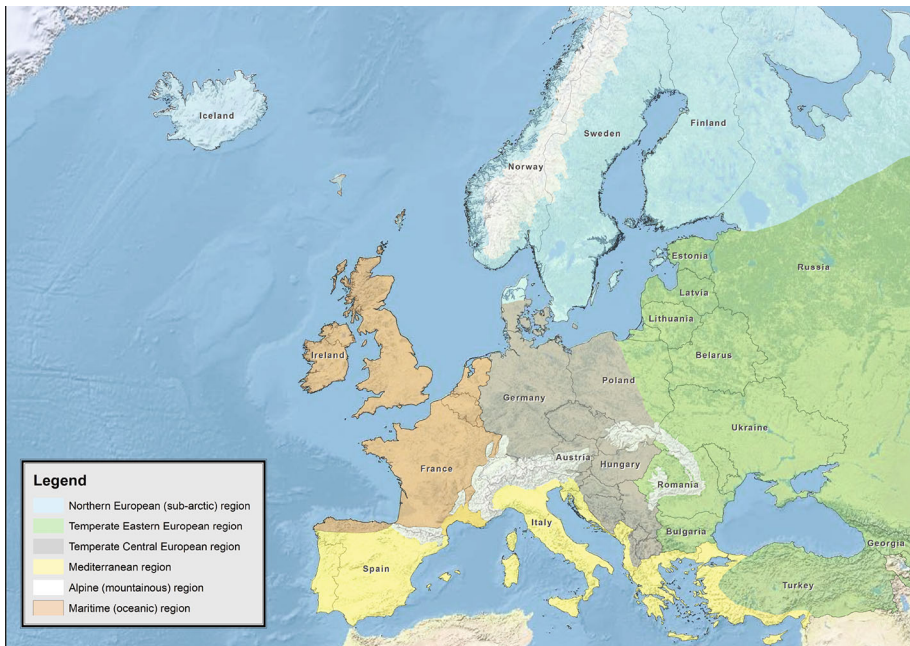 Iceland
Finland
Sweden
Norway
Estonia
Russia
Latvia
Lithuania
Ireland
Belarus
Poland
Germany
Ukraine
Austria
Hungary
France
Romania
Italy
Bulgaria
Georgia
Spain
Turkey
Legend
Northern European (sub-arctic) region
Temperate Eastern European region
Temperate Central European region
Mediterranean region
Alpine (mountainous) region
Maritime (oceanic) region